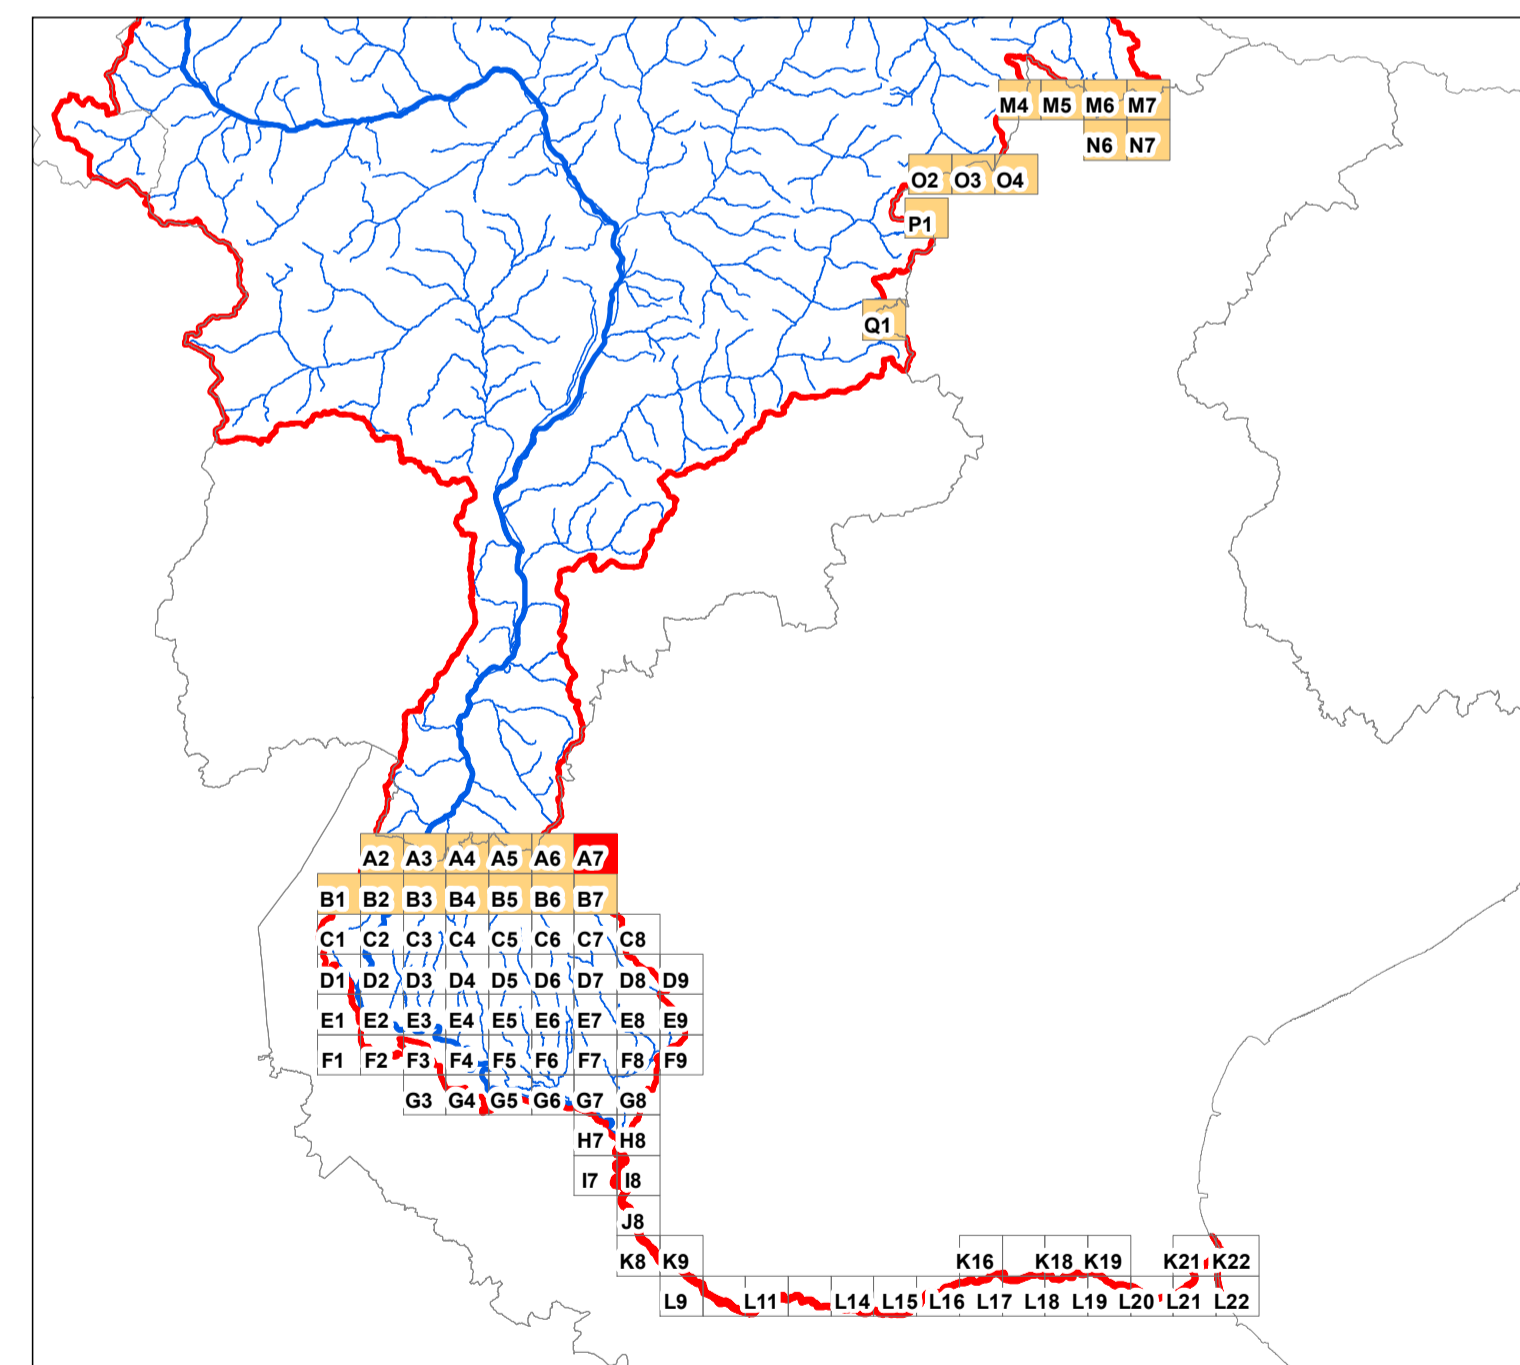 M4 M5 M6 M7
N6 N7
O2 O3 O4
P1
Q1
A2 A3 A4 A5 A6 A7
B1 B2 B3 B4 B5 B6 B7
C1 C2 C3 C4 C5 C6 C7 C8
D1 D2 D3 D4 D5 D6 D7 D8 D9
E1 E2 E3 E4 E5 E6 E7 E8 E9
F1 F2 F3 F4 F5 F6 F7 F8 F9
G3 G4 G5 G6 G7 G8
H7 H8
I7 I8
J8
K8 K9 K16 K18 K19 K21 K22
L9 L11 L14 L15 L16 L17 L18 L19 L20 L21 L22